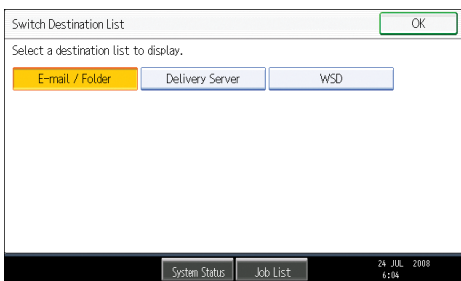 Switch Destination List OK
Select a destination list to display.
E-mail / Folder Delivery Server WSD
System Status Job List 24 JUL 2008
6:04